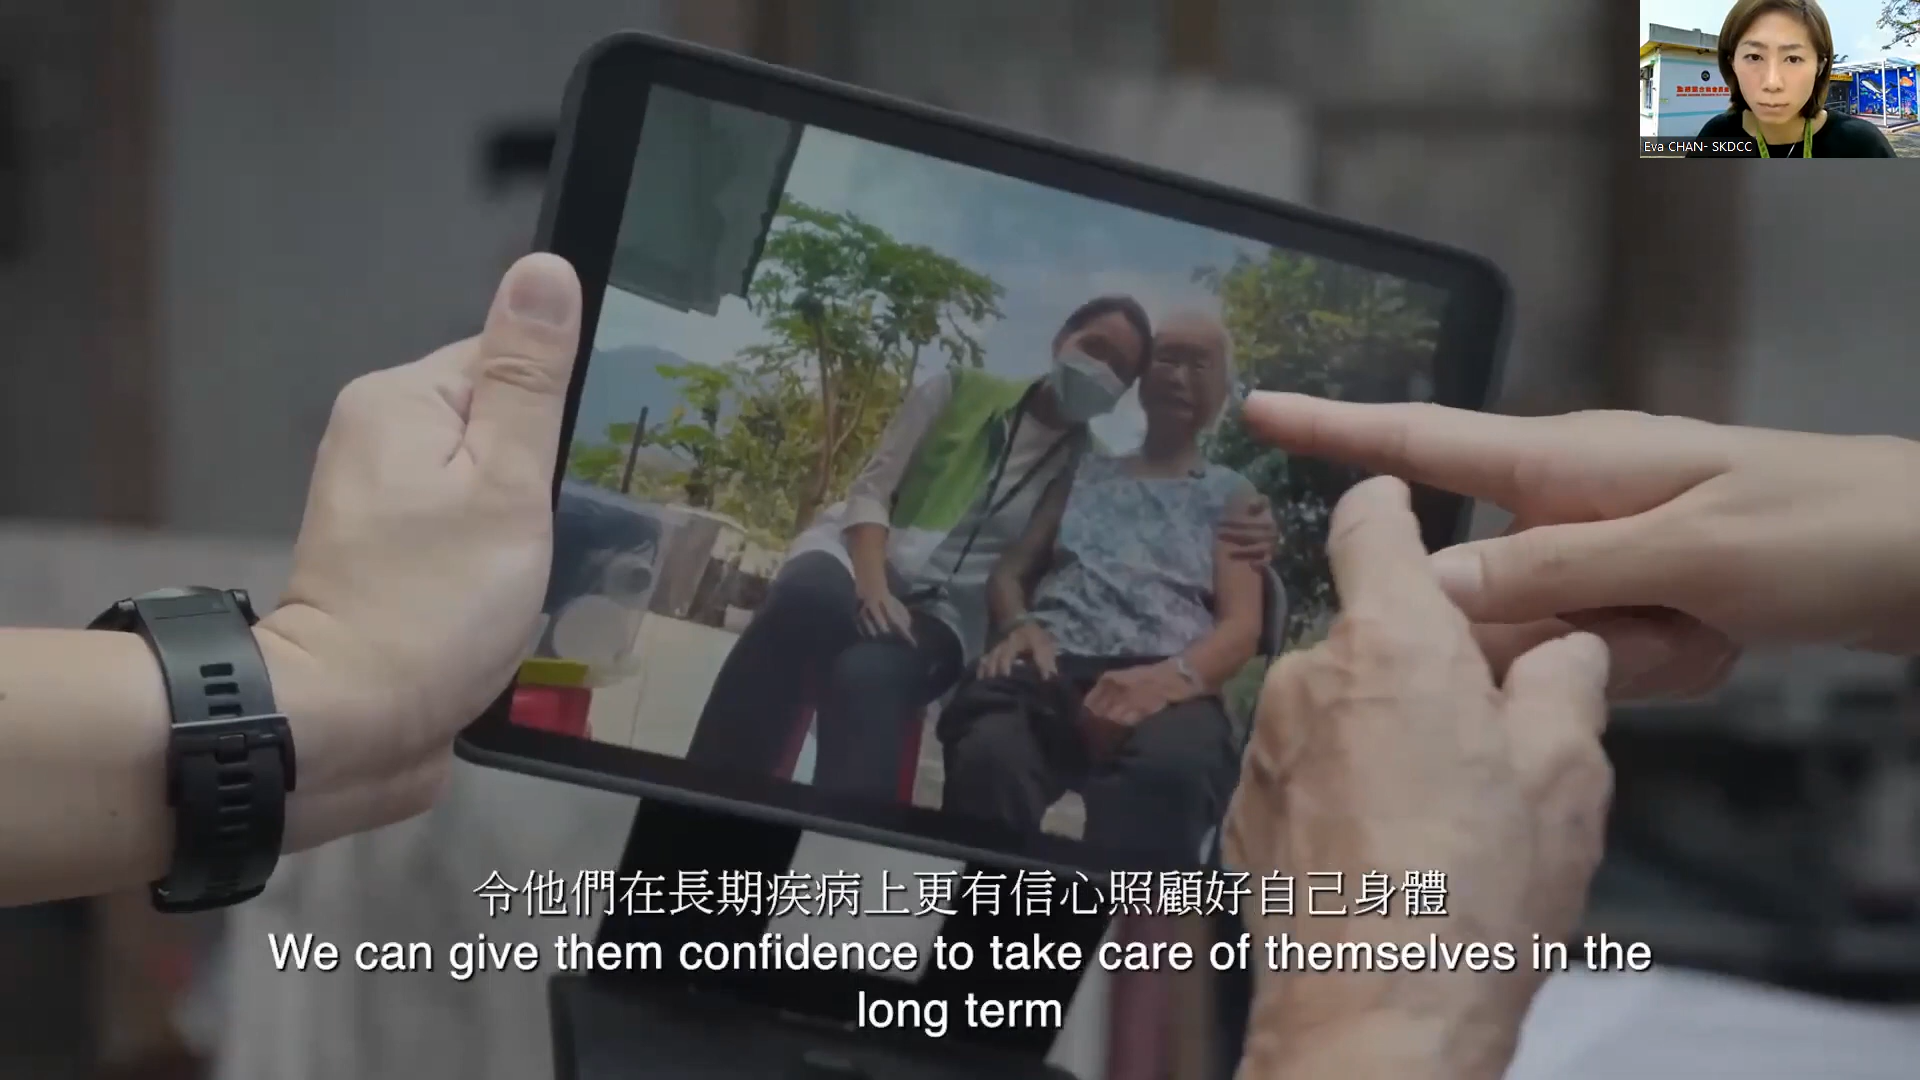 Eva CHAN- SKDCC
令他們在長期疾病上更有信心照顧好自己身體
We can give them confidence to take care of themselves in the
long term